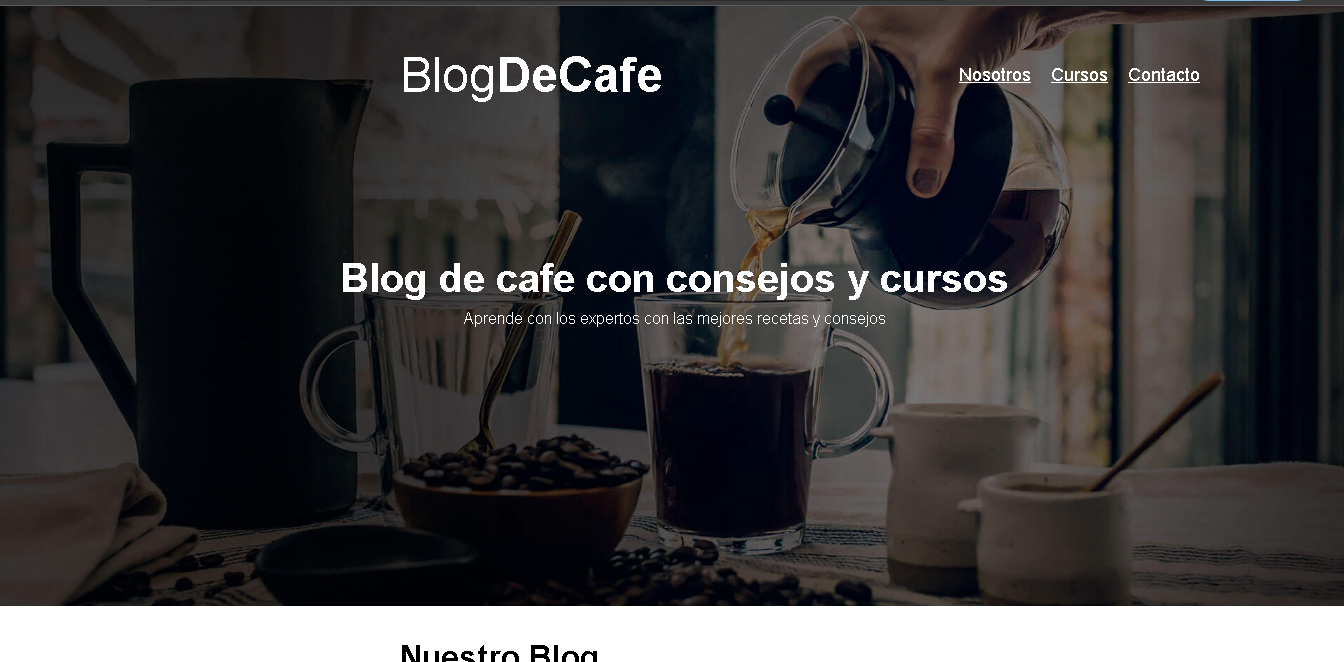 BlogDeCafe
Nosotros Cursos Contacto
Blog de cafe con consejos y cursos
Aprende con los expertos con las mejores recetas y consejos
Nuestro Blog